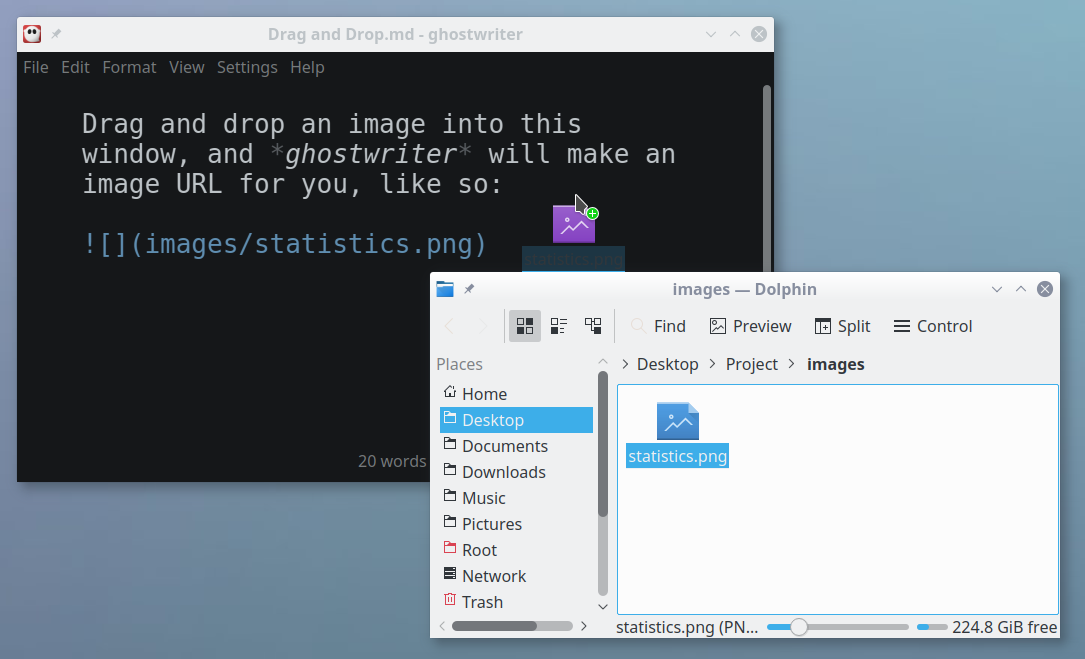 Drag and Drop.md - ghostwriter
File Edit Format View Settings Help
Drag and drop an image into this
window, and *ghostwriter* will make an
image URL for you, like so:
![](images/statistics.png)
statistics.png
20 words
images — Dolphin
Find Preview Split Control
Places
> Desktop > Project > images
Home
Desktop
Documents
Downloads
Music
Pictures
Root
Network
Trash
statistics.png
statistics.png (PN... 224.8 GiB free